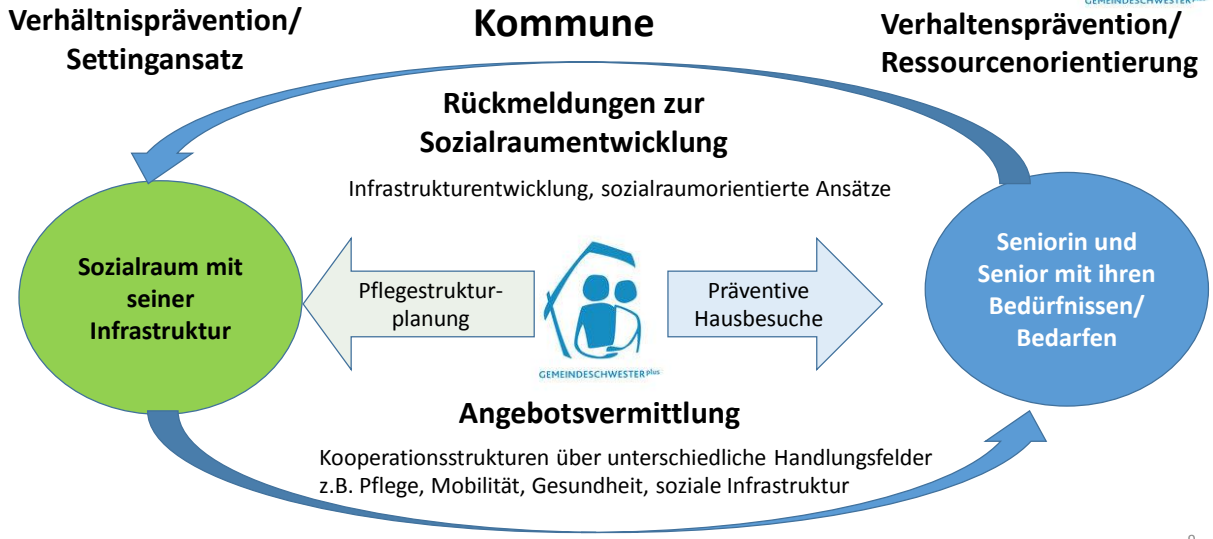 GEMEINDESCHWESTER
Verhältnisprävention/
Settingansatz
Kommune
Verhaltensprävention/
Ressourcenorientierung
Rückmeldungen zur
Sozialraumentwicklung
Infrastrukturentwicklung, sozialraumorientierte Ansätze
Sozialraum mit
seiner
Infrastruktur
Pflegestruktur-
planung
GEMEINDESCHWESTER plus
Präventive
Hausbesuche
Seniorin und
Senior mit ihren
Bedürfnissen/
Bedarfen
Angebotsvermittlung
Kooperationsstrukturen über unterschiedliche Handlungsfelder
z.B. Pflege, Mobilität, Gesundheit, soziale Infrastruktur